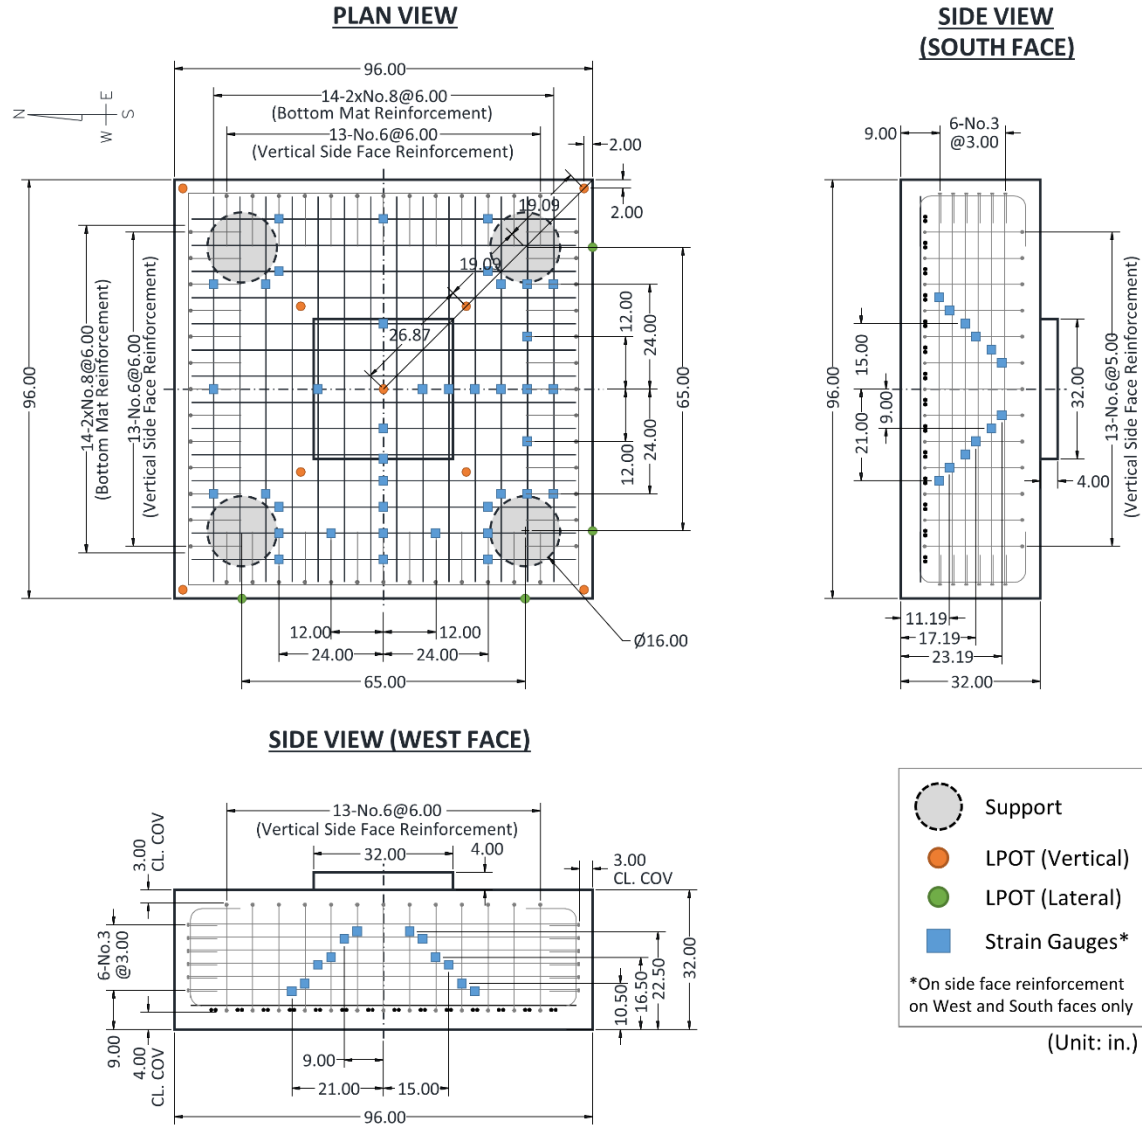 PLAN VIEW
SIDE VIEW
(SOUTH FACE)
96.00
14-2xNo.8@6.00
(Bottom Mat Reinforcement)
13-No.6@6.00
(Vertical Side Face Reinforcement)
N
E
S
W
2.00
2.00
19.09
19.09
26.87
96.00
14-2xNo.8@6.00
(Bottom Mat Reinforcement)
13-No.6@6.00
(Vertical Side Face Reinforcement)
12.00
24.00
65.00
12.00
24.00
12.00
12.00
24.00
24.00
65.00
Ø16.00
9.00
6-No.3
@3.00
96.00
15.00
9.00
21.00
32.00
13-No.6@5.00
(Vertical Side Face Reinforcement)
4.00
11.19
17.19
23.19
32.00
SIDE VIEW (WEST FACE)
13-No.6@6.00
(Vertical Side Face Reinforcement)
32.00
4.00
3.00
CL. COV
3.00
CL. COV
6-No.3
@3.00
9.00
4.00
CL. COV
10.50
16.50
22.50
32.00
9.00
21.00
15.00
96.00
Support
LPOT (Vertical)
LPOT (Lateral)
Strain Gauges*
*On side face reinforcement
on West and South faces only
(Unit: in.)